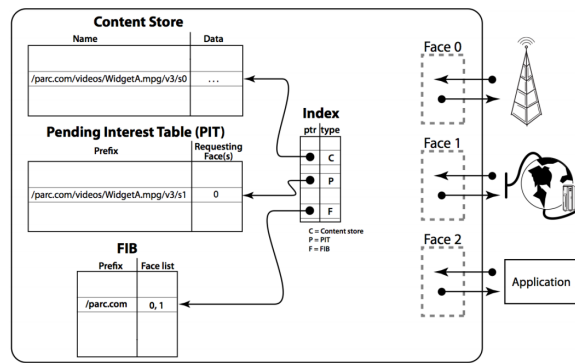 Content Store
Name Data
/parc.com/videos/WidgetA.mpg/v3/s0 ...
Pending Interest Table (PIT)
Prefix Requesting Face(s)
/parc.com/videos/WidgetA.mpg/v3/s1 0
FIB
Prefix Face list
/parc.com 0, 1
Index
ptr type
C
P
F
C = Content store
P = PIT
F = FIB
Face 0
Face 1
Face 2
Application